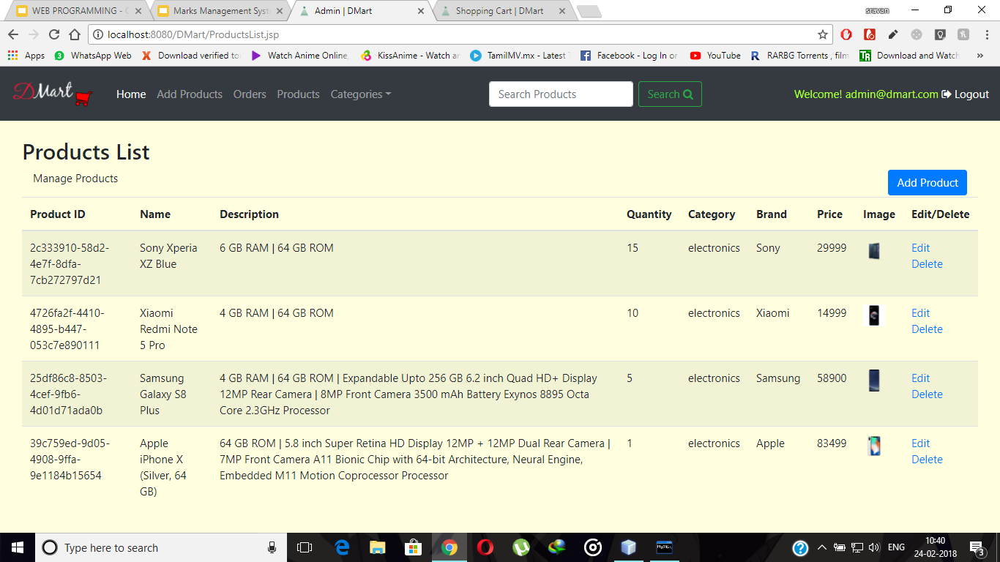 WEB PROGRAMMING - C
Marks Management Syst
Admin | DMart
Shopping Cart | DMart
sravan
localhost:8080/DMart/ProductsList.jsp
Apps
WhatsApp Web
Download verified to
Watch Anime Online,
KissAnime - Watch an
TamilMV.mx - Latest T
Facebook - Log In or
YouTube
RARBG Torrents , film
Download and Watch
DMart
Home
Add Products
Orders
Products
Categories
Search Products
Search
Welcome! admin@dmart.com
Logout
Products List
Manage Products
Add Product
Product ID Name Description Quantity Category Brand Price Image Edit/Delete
2c333910-58d2- Sony Xperia 6 GB RAM | 64 GB ROM 15 electronics Sony 29999 Edit
4e7f-8dfa- XZ Blue Delete
7cb272797d21
4726fa2f-4410- Xiaomi 4 GB RAM | 64 GB ROM 10 electronics Xiaomi 14999 Edit
4895-b447- Redmi Note Delete
053c7e890111 5 Pro
25df86c8-8503- Samsung 4 GB RAM | 64 GB ROM | Expandable Upto 256 GB 6.2 inch Quad HD+ Display 5 electronics Samsung 58900 Edit
4cef-9fb6- Galaxy S8 12MP Rear Camera | 8MP Front Camera 3500 mAh Battery Exynos 8895 Octa Delete
4d01d71ada0b Plus Core 2.3GHz Processor
39c759ed-9d05- Apple 64 GB ROM | 5.8 inch Super Retina HD Display 12MP + 12MP Dual Rear Camera | 1 electronics Apple 83499 Edit
4908-9ffa- iPhone X 7MP Front Camera A11 Bionic Chip with 64-bit Architecture, Neural Engine, Delete
9e1184b15654 (Silver, 64 Embedded M11 Motion Coprocessor Processor
GB)
Type here to search
MySQL
ENG
10:40
24-02-2018
3